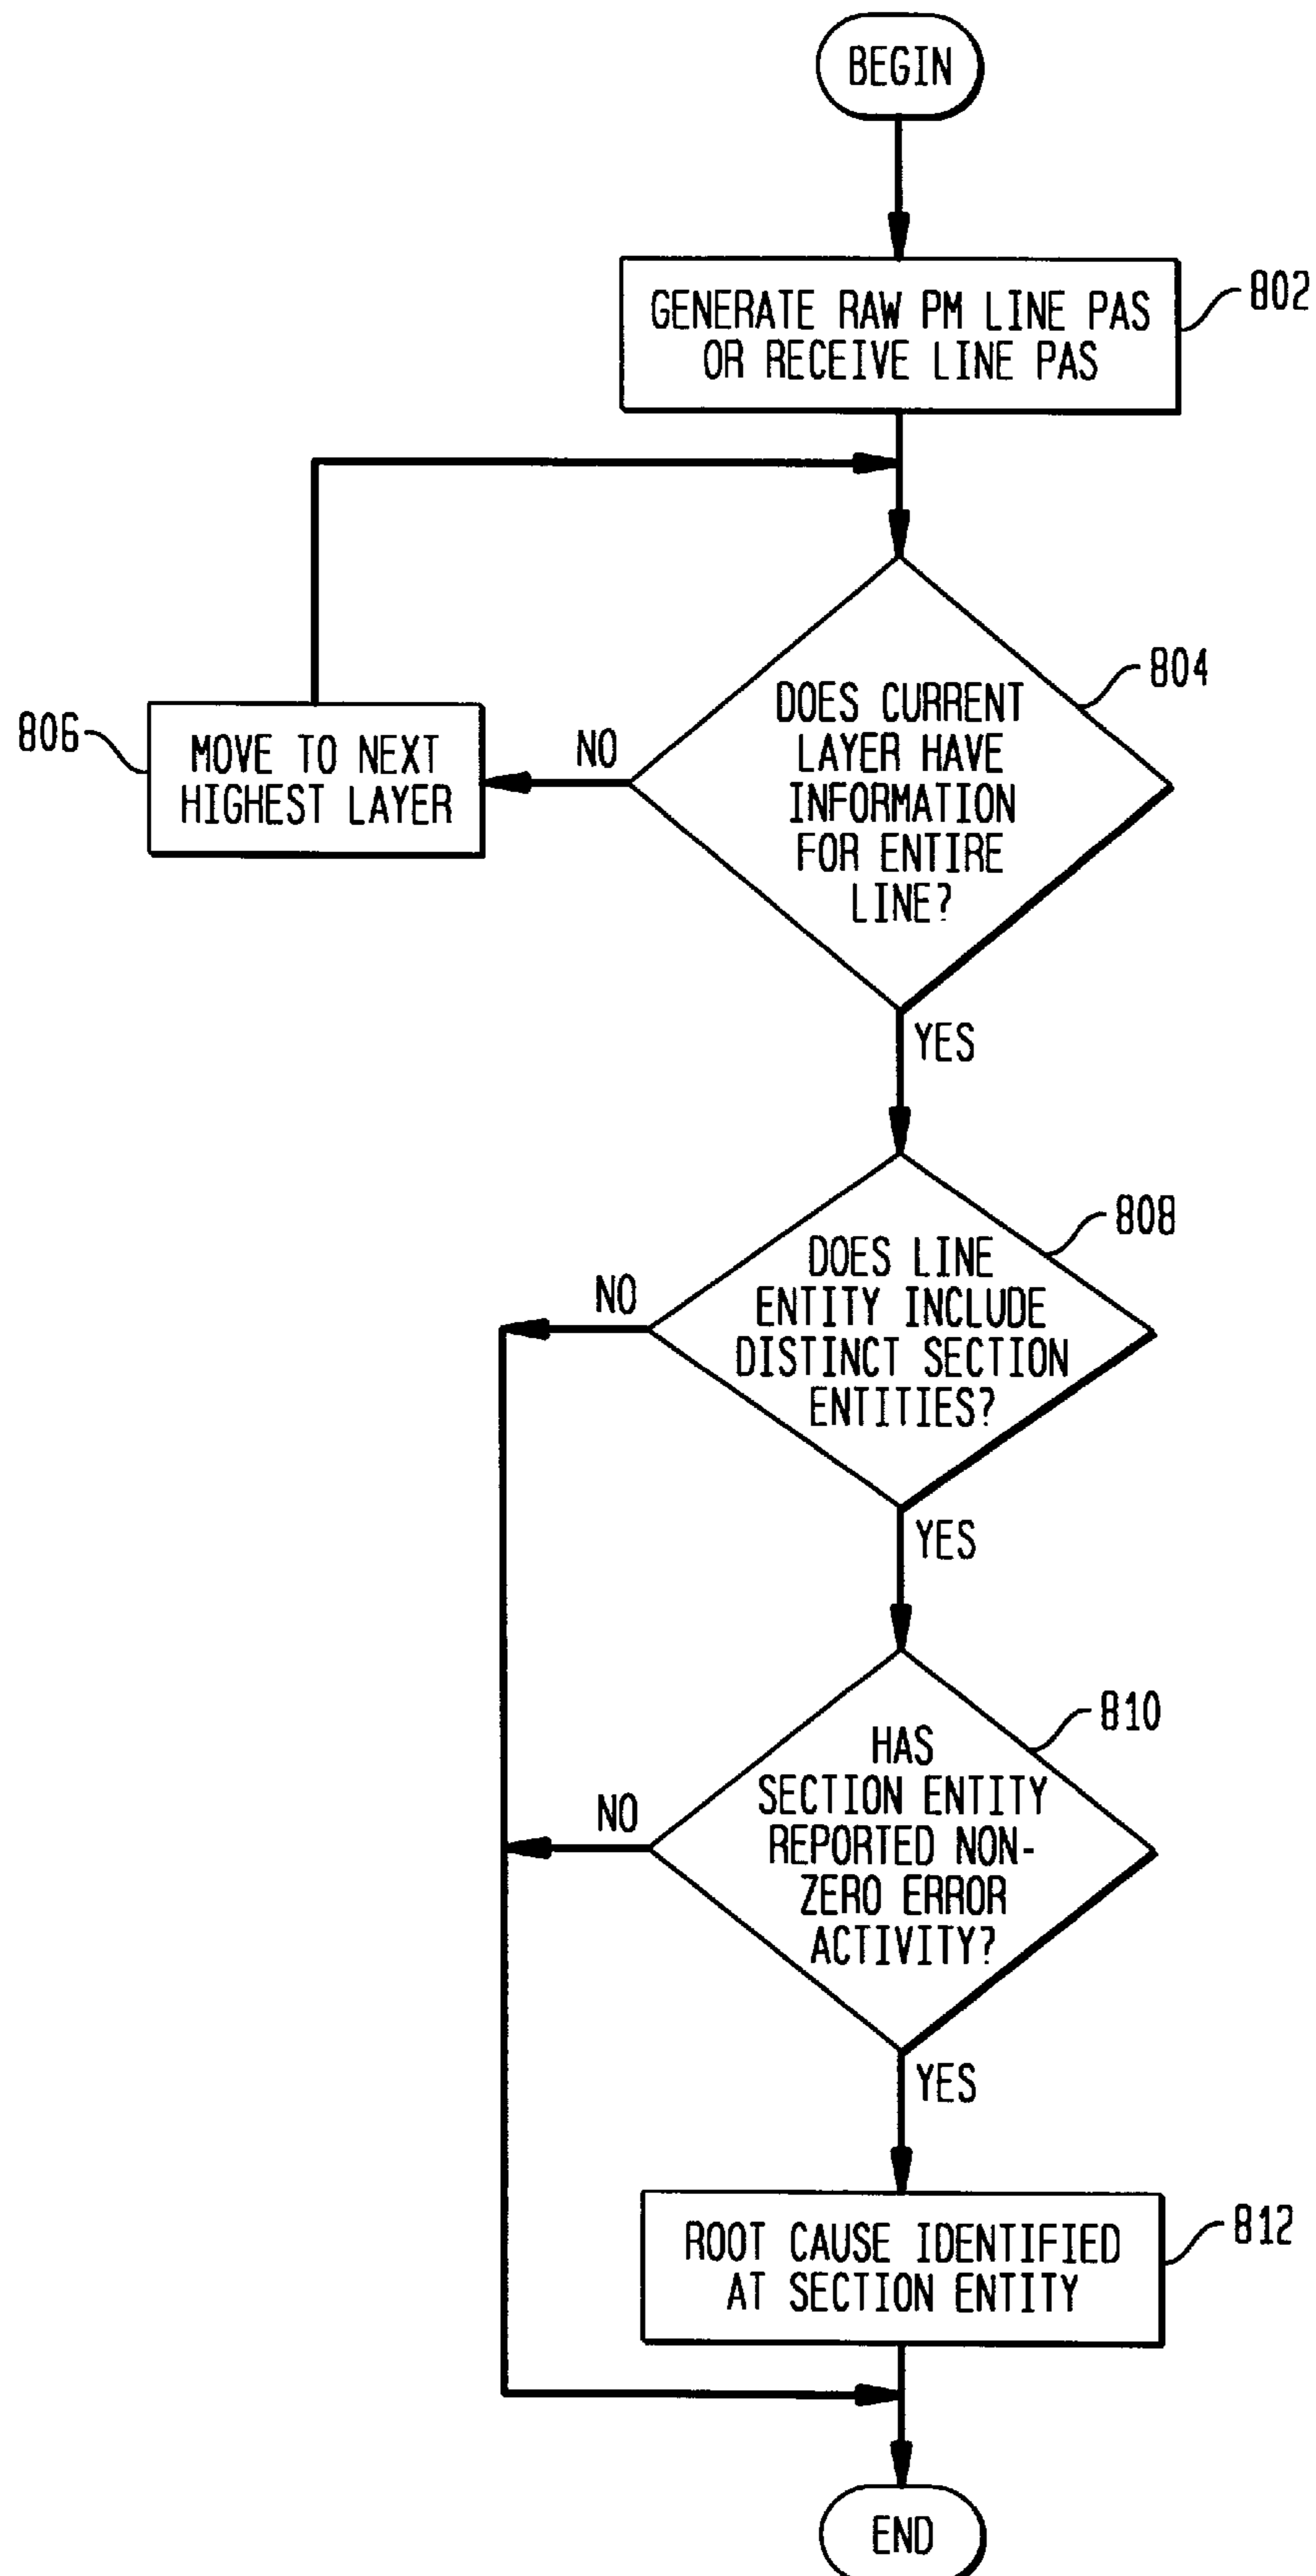 BEGIN
GENERATE RAW PM LINE PAS
OR RECEIVE LINE PAS
802
DOES CURRENT
LAYER HAVE
INFORMATION
FOR ENTIRE
LINE?
804
NO
806
MOVE TO NEXT
HIGHEST LAYER
YES
DOES LINE
ENTITY INCLUDE
DISTINCT SECTION
ENTITIES?
808
NO
YES
HAS
SECTION ENTITY
REPORTED NON-
ZERO ERROR
ACTIVITY?
810
NO
YES
ROOT CAUSE IDENTIFIED
AT SECTION ENTITY
812
END